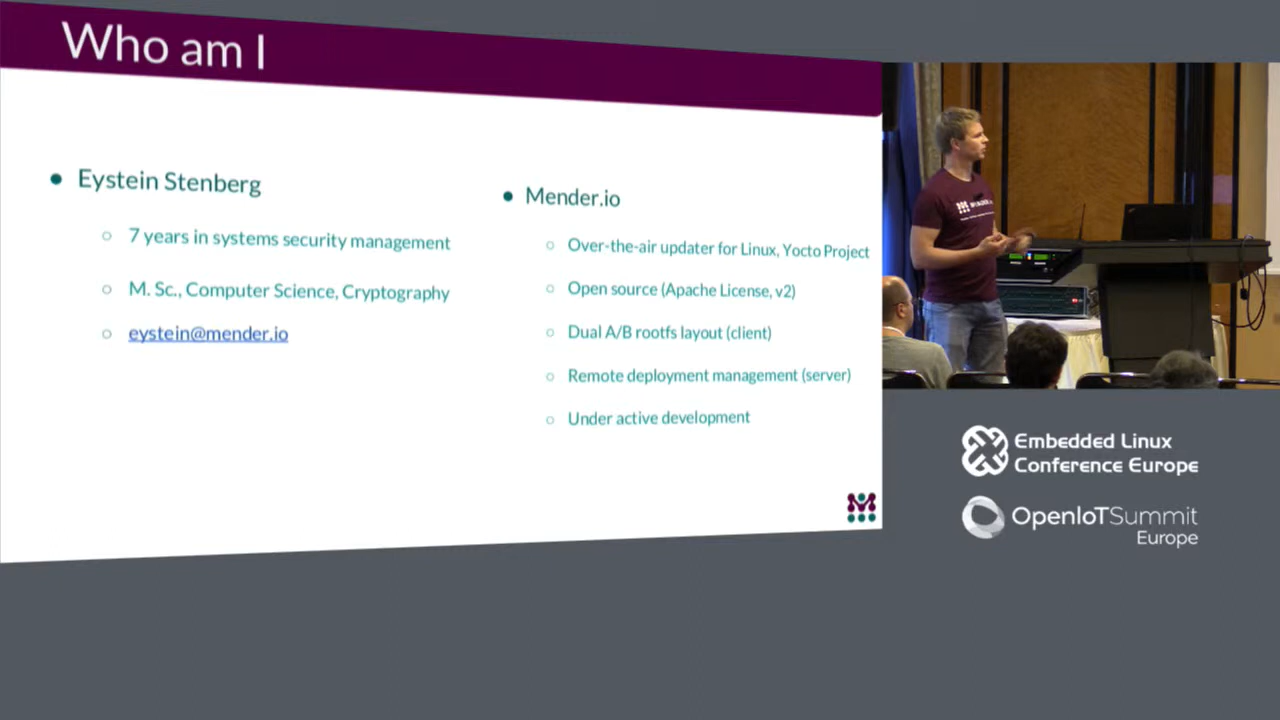 Who am I
● Eystein Stenberg
○ 7 years in systems security management
○ M. Sc., Computer Science, Cryptography
○ eystein@mender.io
● Mender.io
○ Over-the-air updater for Linux, Yocto Project
○ Open source (Apache License, v2)
○ Dual A/B rootfs layout (client)
○ Remote deployment management (server)
○ Under active development
Embedded Linux
Conference Europe
OpenIoTSummit
Europe